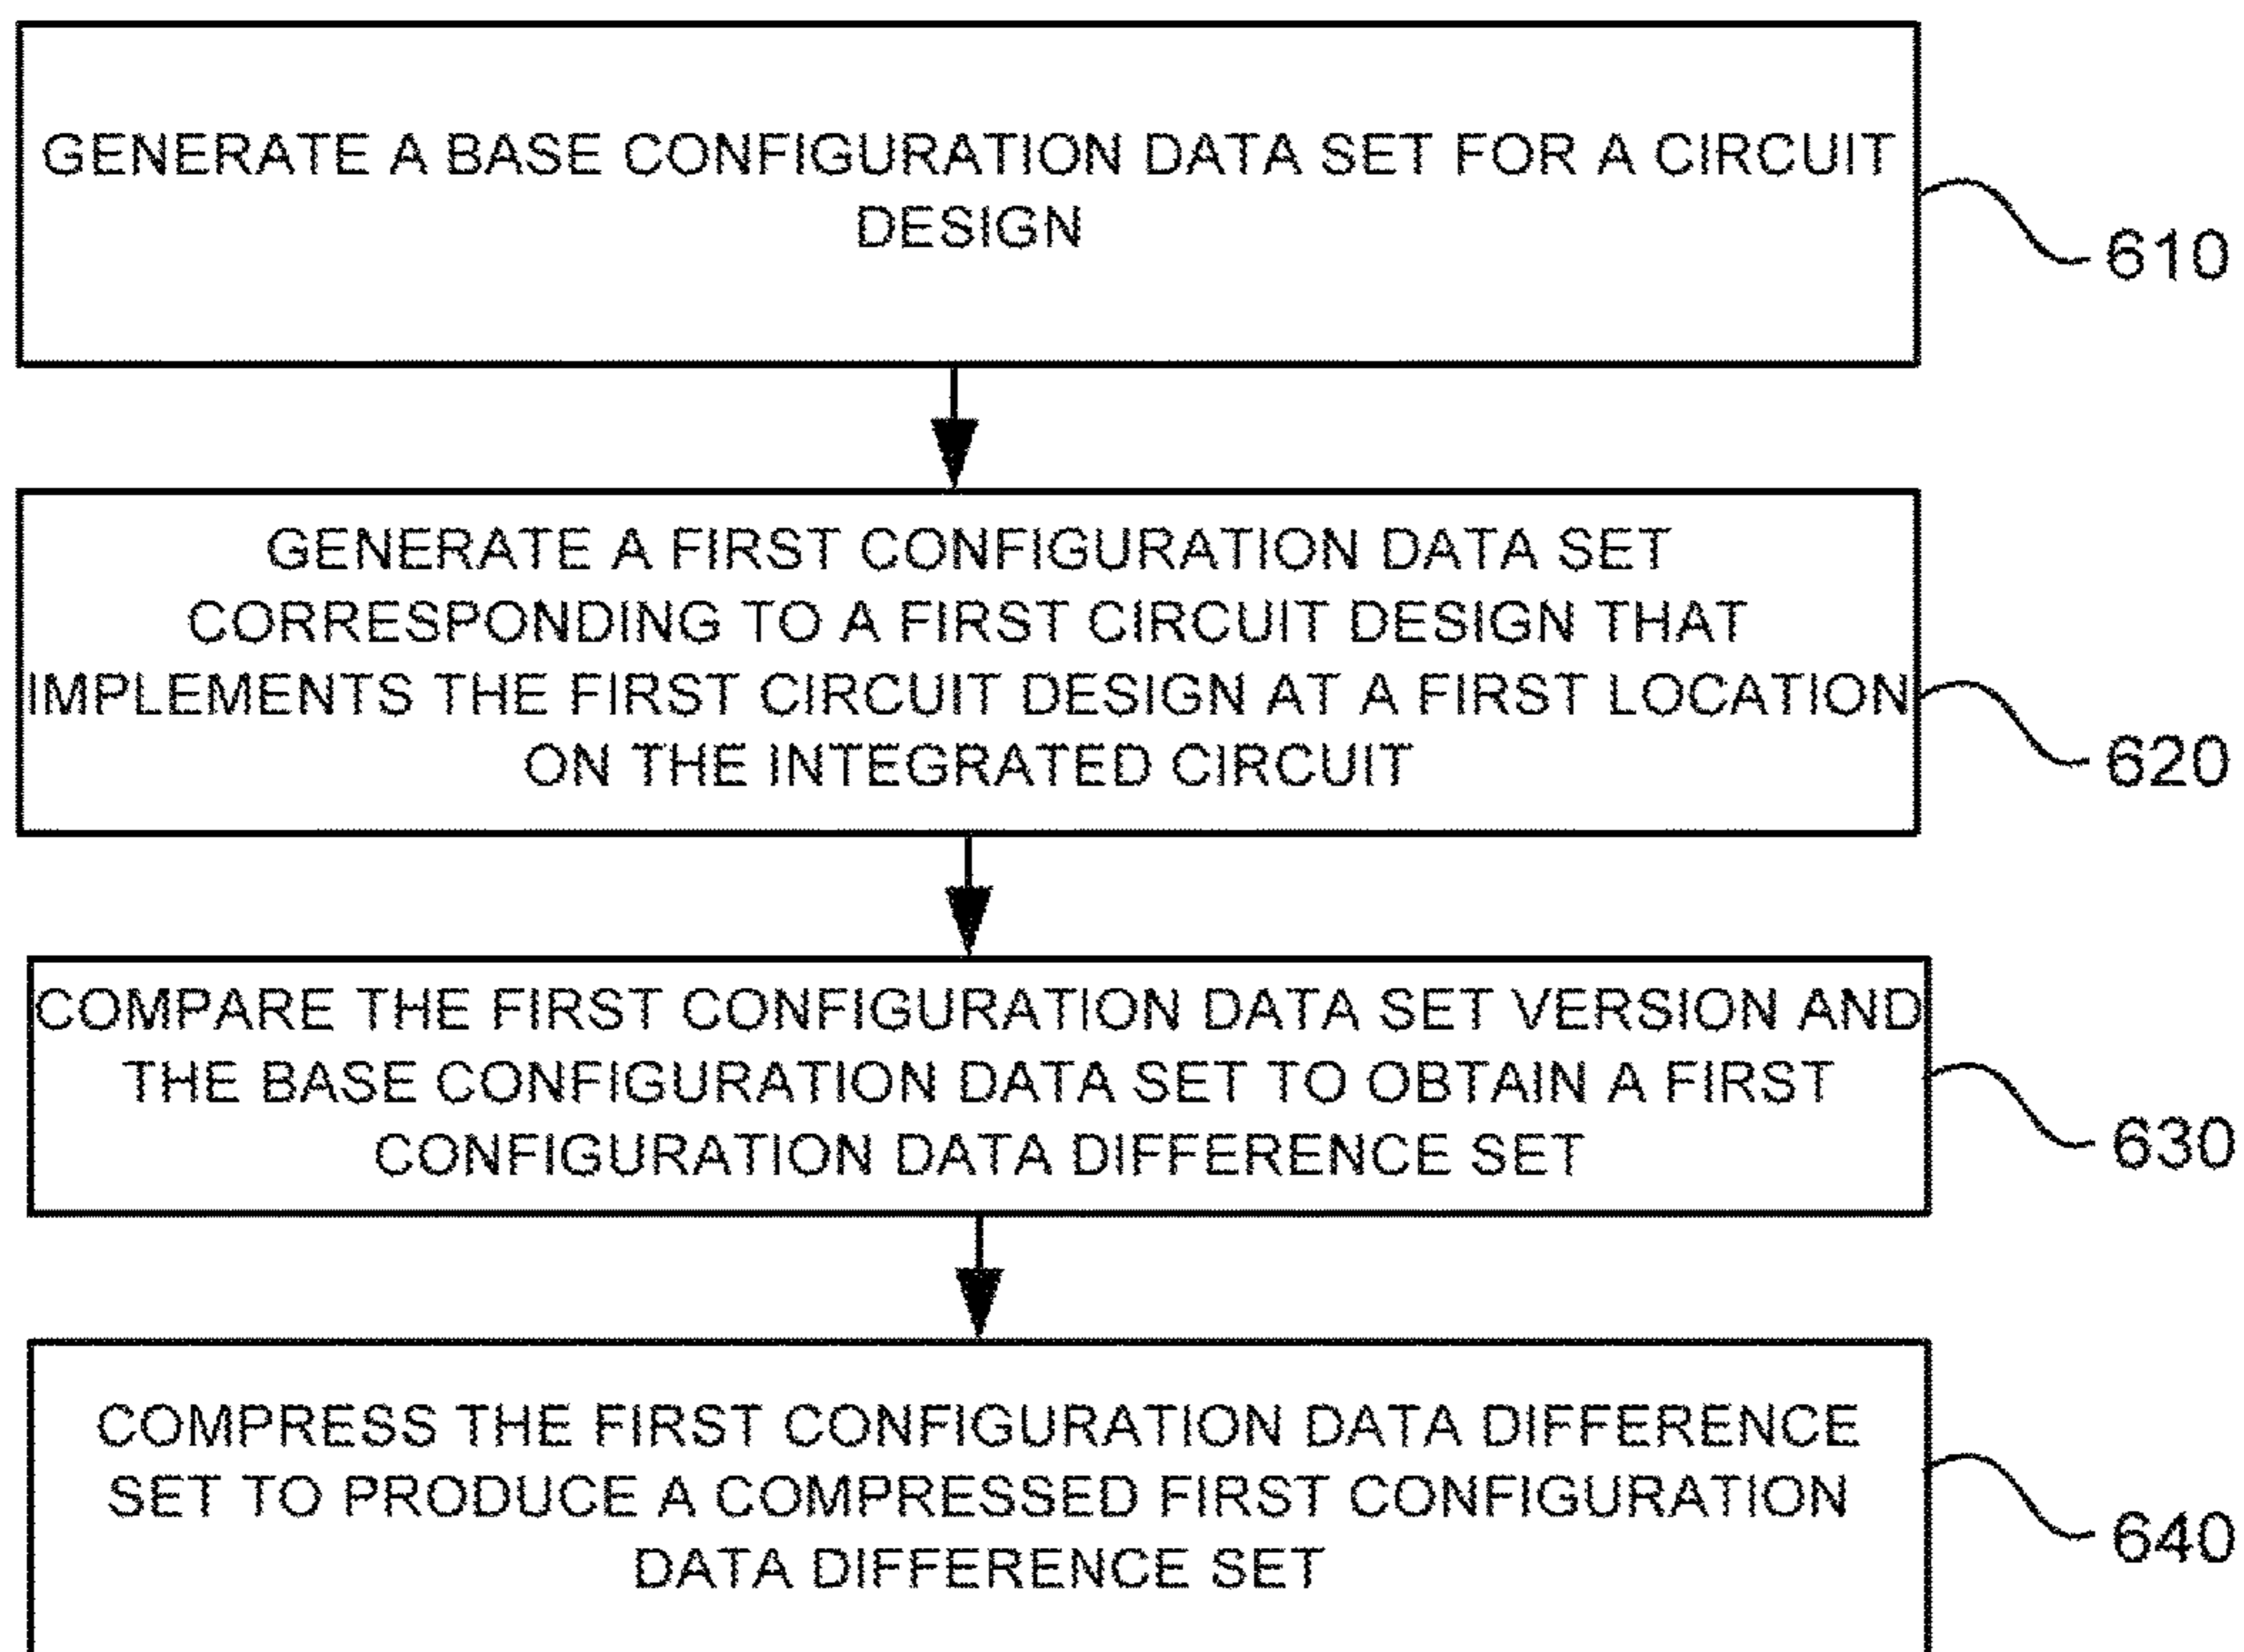 GENERATE A BASE CONFIGURATION DATA SET FOR A CIRCUIT
DESIGN
610
GENERATE A FIRST CONFIGURATION DATA SET
CORRESPONDING TO A FIRST CIRCUIT DESIGN THAT
IMPLEMENTS THE FIRST CIRCUIT DESIGN AT A FIRST LOCATION
ON THE INTEGRATED CIRCUIT
620
COMPARE THE FIRST CONFIGURATION DATA SET VERSION AND
THE BASE CONFIGURATION DATA SET TO OBTAIN A FIRST
CONFIGURATION DATA DIFFERENCE SET
630
COMPRESS THE FIRST CONFIGURATION DATA DIFFERENCE
SET TO PRODUCE A COMPRESSED FIRST CONFIGURATION
DATA DIFFERENCE SET
640